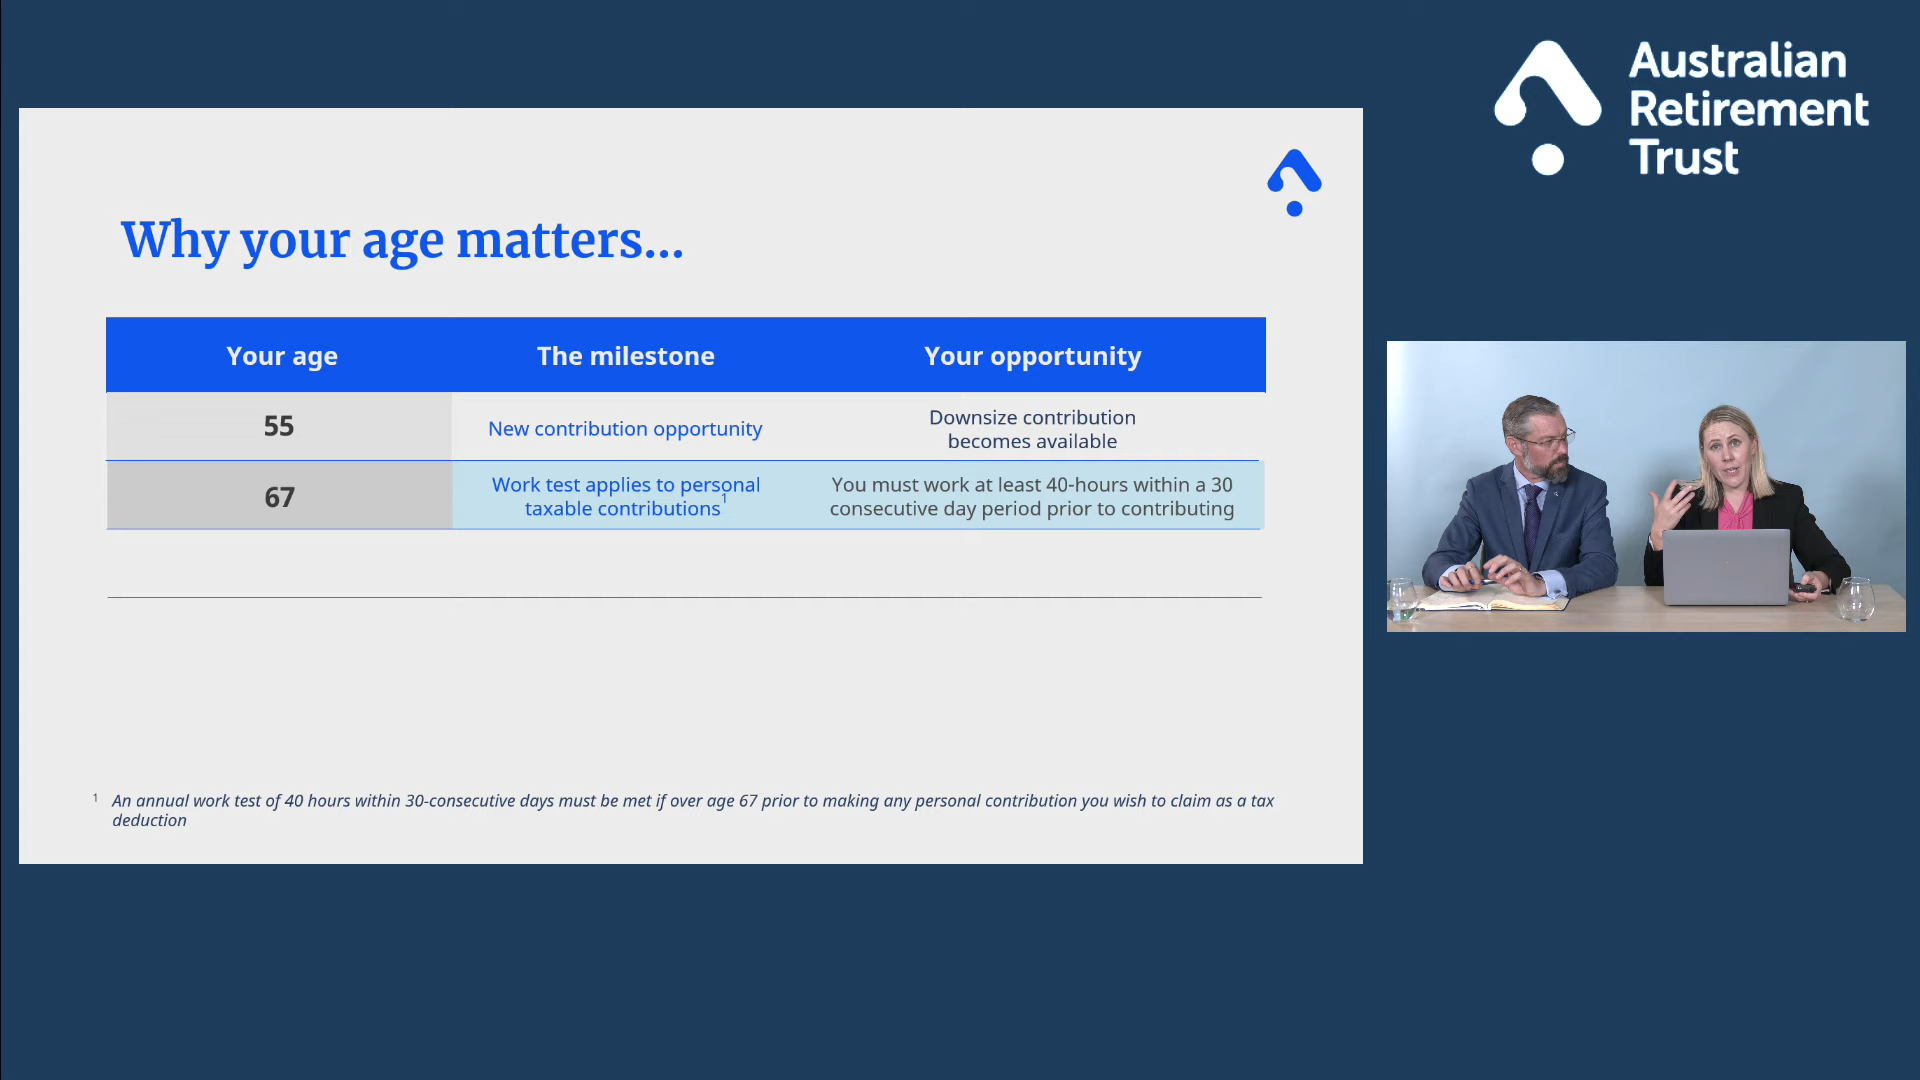 Australian
Retirement
Trust
Why your age matters...
Your age
The milestone
Your opportunity
55
New contribution opportunity
Downsize contribution
becomes available
67
Work test applies to personal
taxable contributions¹
You must work at least 40-hours within a 30
consecutive day period prior to contributing
¹ An annual work test of 40 hours within 30-consecutive days must be met if over age 67 prior to making any personal contribution you wish to claim as a tax
deduction